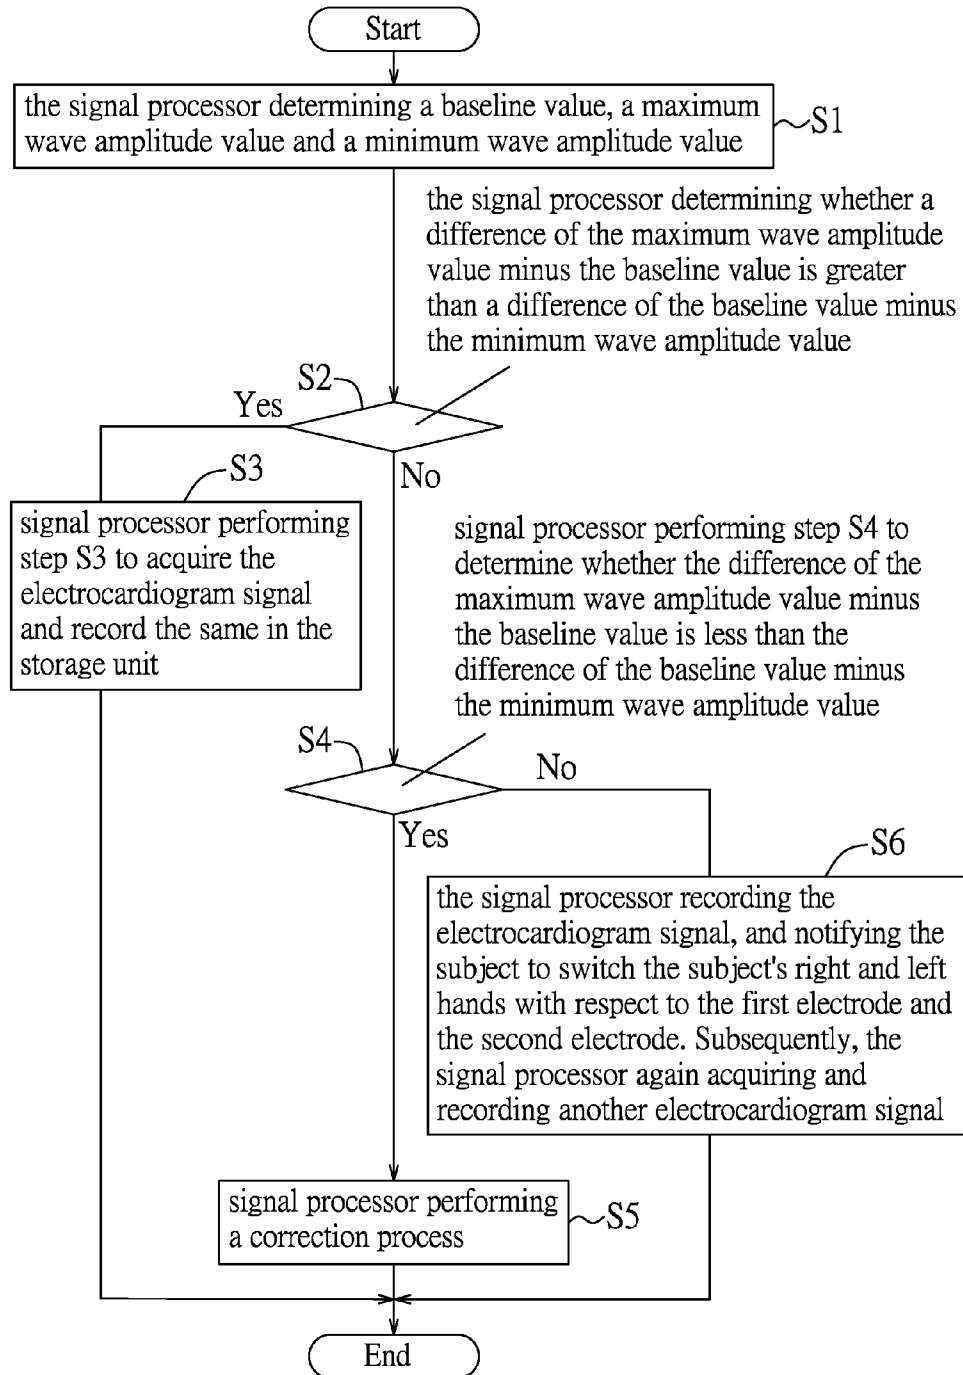 Start
the signal processor determining a baseline value, a maximum
wave amplitude value and a minimum wave amplitude value
S1
the signal processor determining whether a
difference of the maximum wave amplitude
value minus the baseline value is greater
than a difference of the baseline value minus
the minimum wave amplitude value
S2
Yes
No
S3
signal processor performing
step S3 to acquire the
electrocardiogram signal
and record the same in the
storage unit
signal processor performing step S4 to
determine whether the difference of the
maximum wave amplitude value minus
the baseline value is less than the
difference of the baseline value minus
the minimum wave amplitude value
S4
No
Yes
S6
the signal processor recording the
electrocardiogram signal, and notifying the
subject to switch the subject's right and left
hands with respect to the first electrode and
the second electrode. Subsequently, the
signal processor again acquiring and
recording another electrocardiogram signal
signal processor performing
a correction process
S5
End